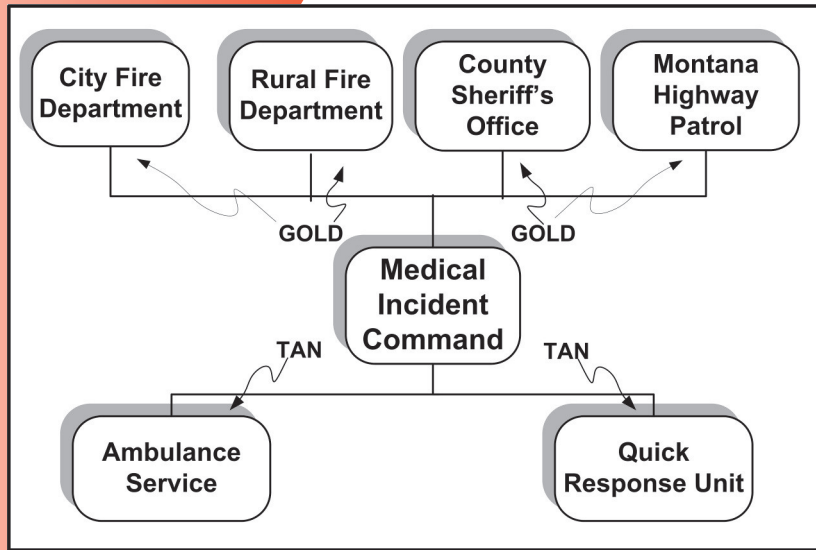 City Fire
Department
Rural Fire
Department
County
Sheriff’s
Office
Montana
Highway
Patrol
GOLD
GOLD
Medical
Incident
Command
TAN
TAN
Ambulance
Service
Quick
Response Unit